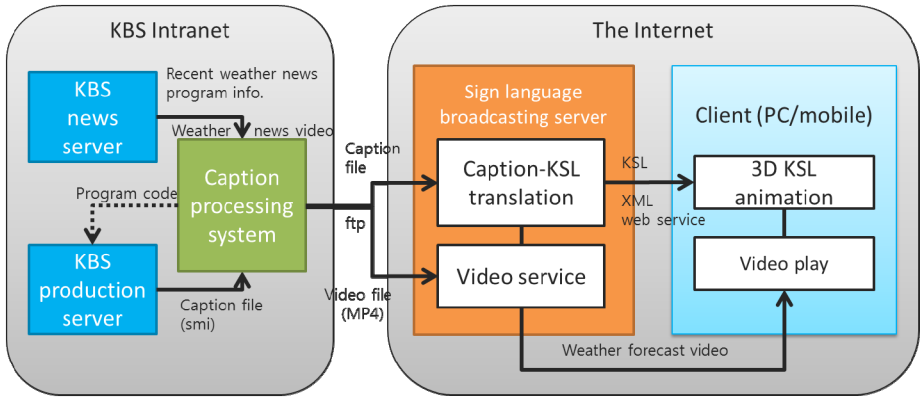 KBS Intranet
The Internet
KBS
news
server
Recent weather news
program info.
Weather news video
Caption
processing
system
Program code
KBS
production
server
Caption file
(smi)
Caption
file
ftp
Video file
(MP4)
Sign language
broadcasting server
Caption-KSL
translation
Video service
KSL
XML
web service
Client (PC/mobile)
3D KSL
animation
Video play
Weather forecast video